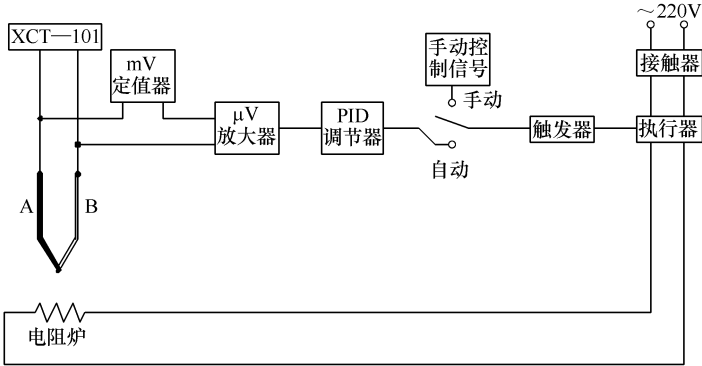 XCT—101
mV
定值器
μV
放大器
PID
调节器
手动控
制信号
手动
自动
触发器
～220V
接触器
执行器
A
B
电阻炉